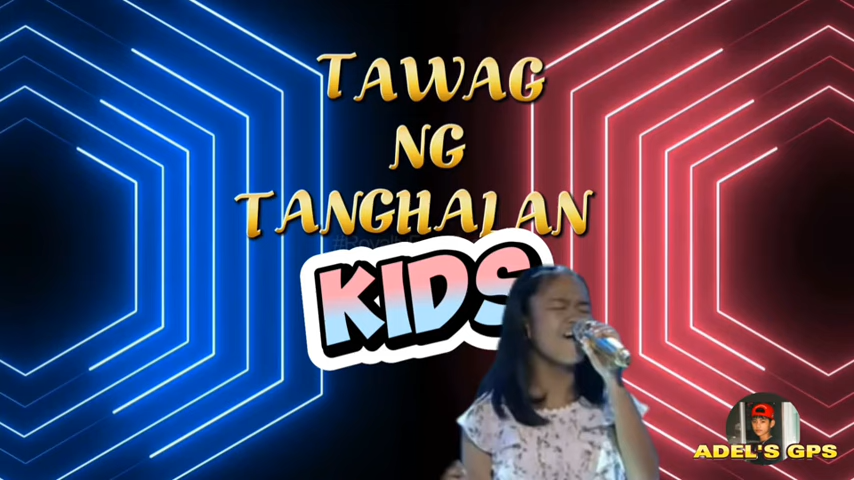 TAWAG
NG
TANGHALAN
KIDS
ADEL'S GPS